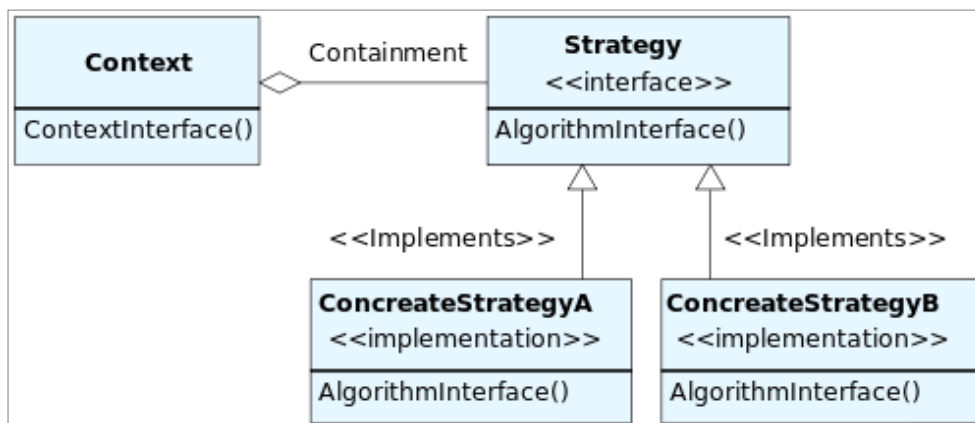 Context
ContextInterface()
Containment
Strategy
<<interface>>
AlgorithmInterface()
<<Implements>>
<<Implements>>
ConcreateStrategyA
<<implementation>>
AlgorithmInterface()
ConcreateStrategyB
<<implementation>>
AlgorithmInterface()